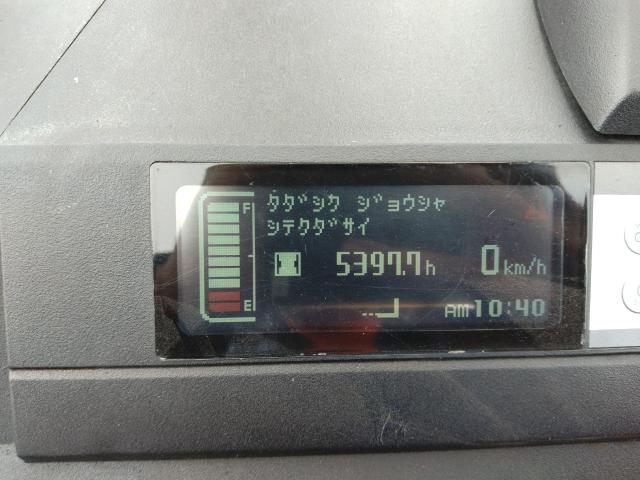 F
タダシク ジョウシャ
シテクダサイ
5397.7h
0km/h
E
AM10:40